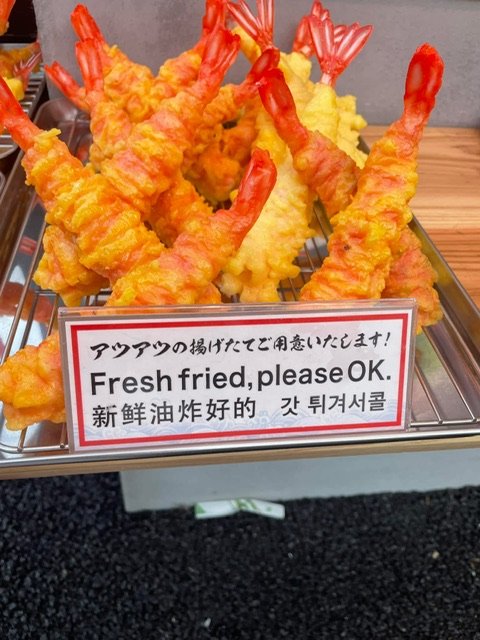 アツアツの揚げたてご用意いたします!
Fresh fried, please OK.
新鲜油炸好的 갓 튀겨서콜